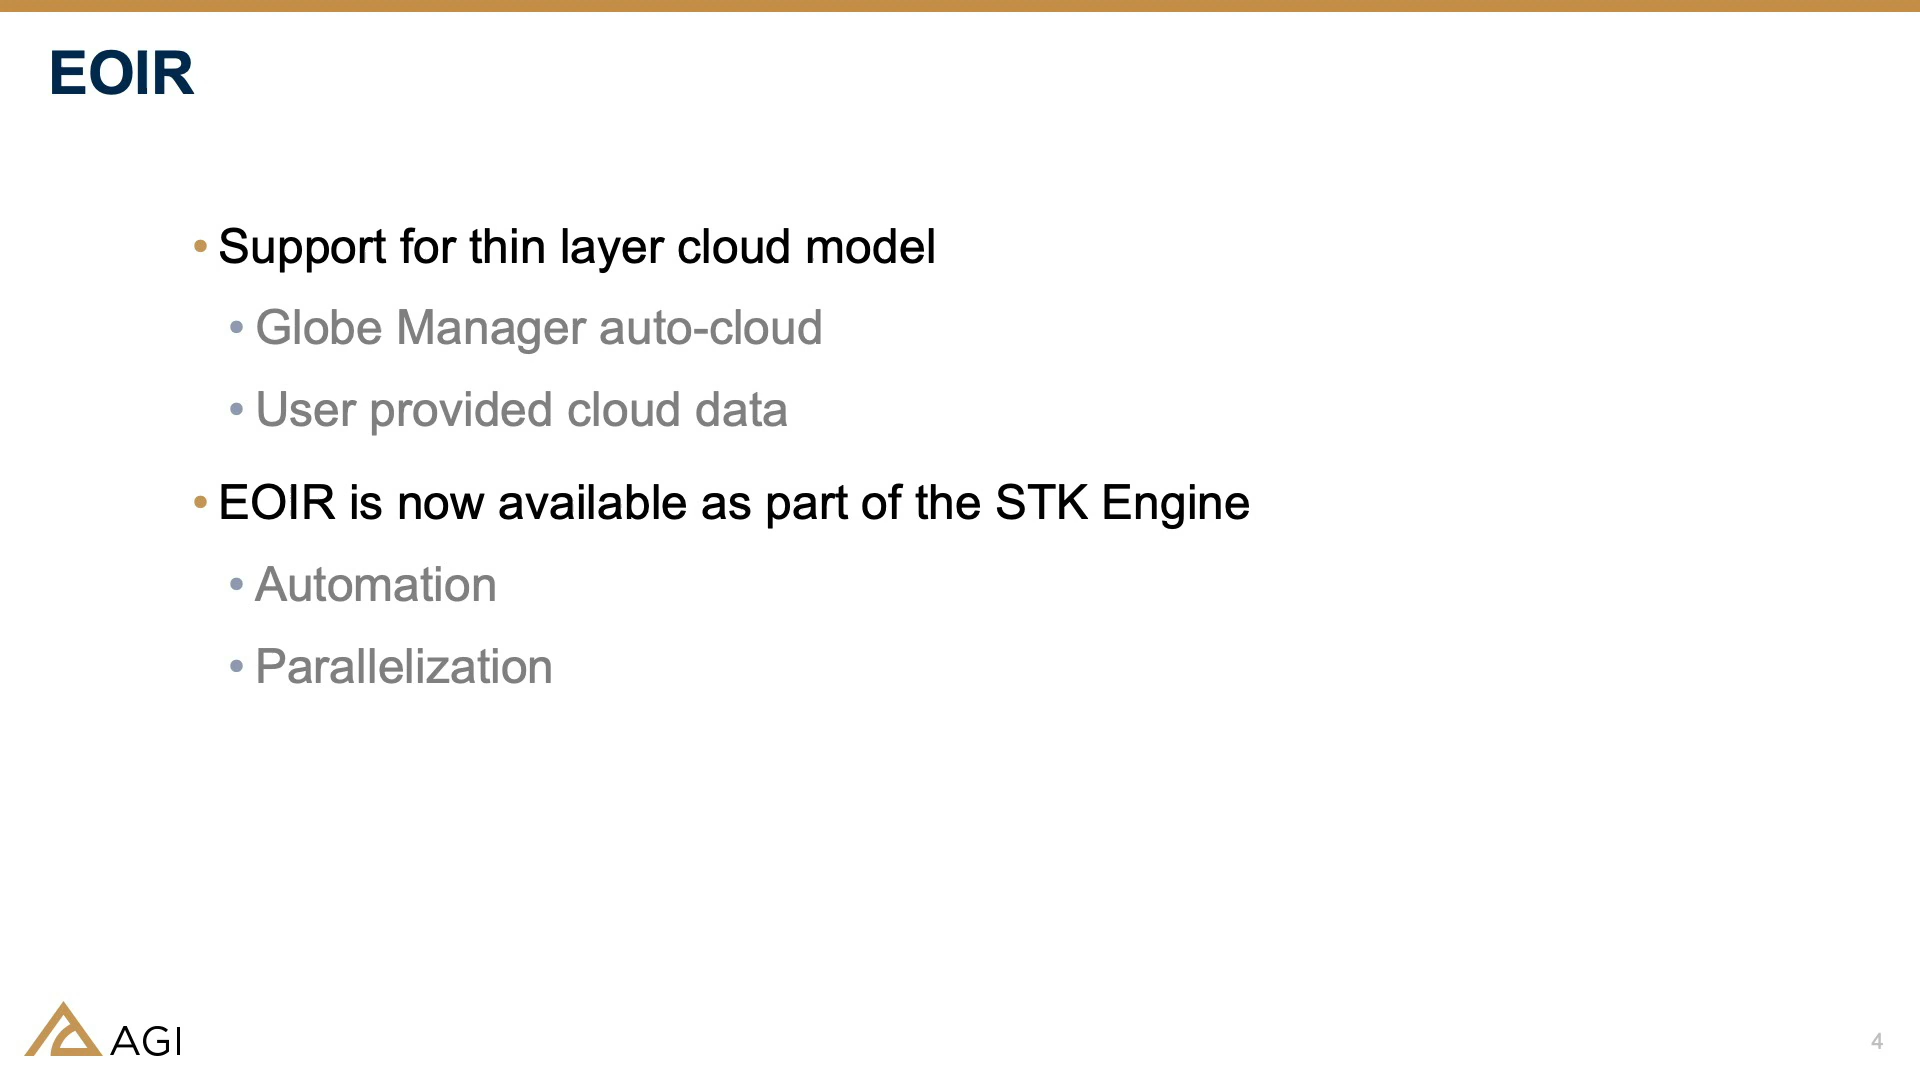 EOIR
• Support for thin layer cloud model
• Globe Manager auto-cloud
• User provided cloud data
• EOIR is now available as part of the STK Engine
• Automation
• Parallelization
AGI
4